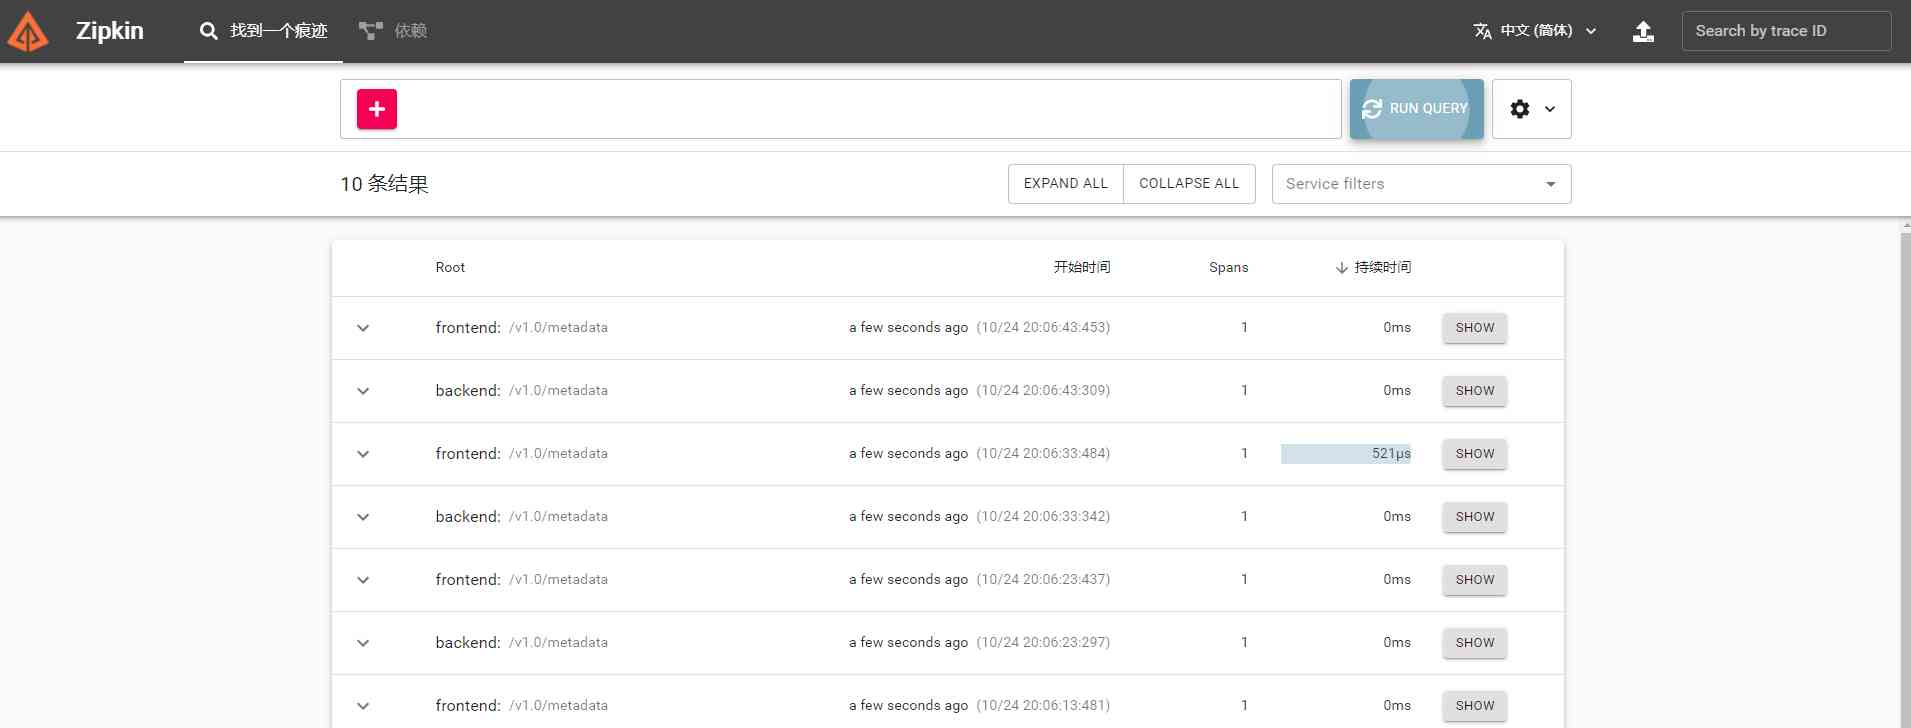 Zipkin 找到一个痕迹 依赖 中文 (简体) Search by trace ID
RUN QUERY
10 条结果 EXPAND ALL COLLAPSE ALL Service filters
Root 开始时间 Spans 持续时间
frontend: /v1.0/metadata a few seconds ago (10/24 20:06:43:453) 1 0ms SHOW
backend: /v1.0/metadata a few seconds ago (10/24 20:06:43:309) 1 0ms SHOW
frontend: /v1.0/metadata a few seconds ago (10/24 20:06:33:484) 1 521μs SHOW
backend: /v1.0/metadata a few seconds ago (10/24 20:06:33:342) 1 0ms SHOW
frontend: /v1.0/metadata a few seconds ago (10/24 20:06:23:437) 1 0ms SHOW
backend: /v1.0/metadata a few seconds ago (10/24 20:06:23:297) 1 0ms SHOW
frontend: /v1.0/metadata a few seconds ago (10/24 20:06:13:481) 1 0ms SHOW